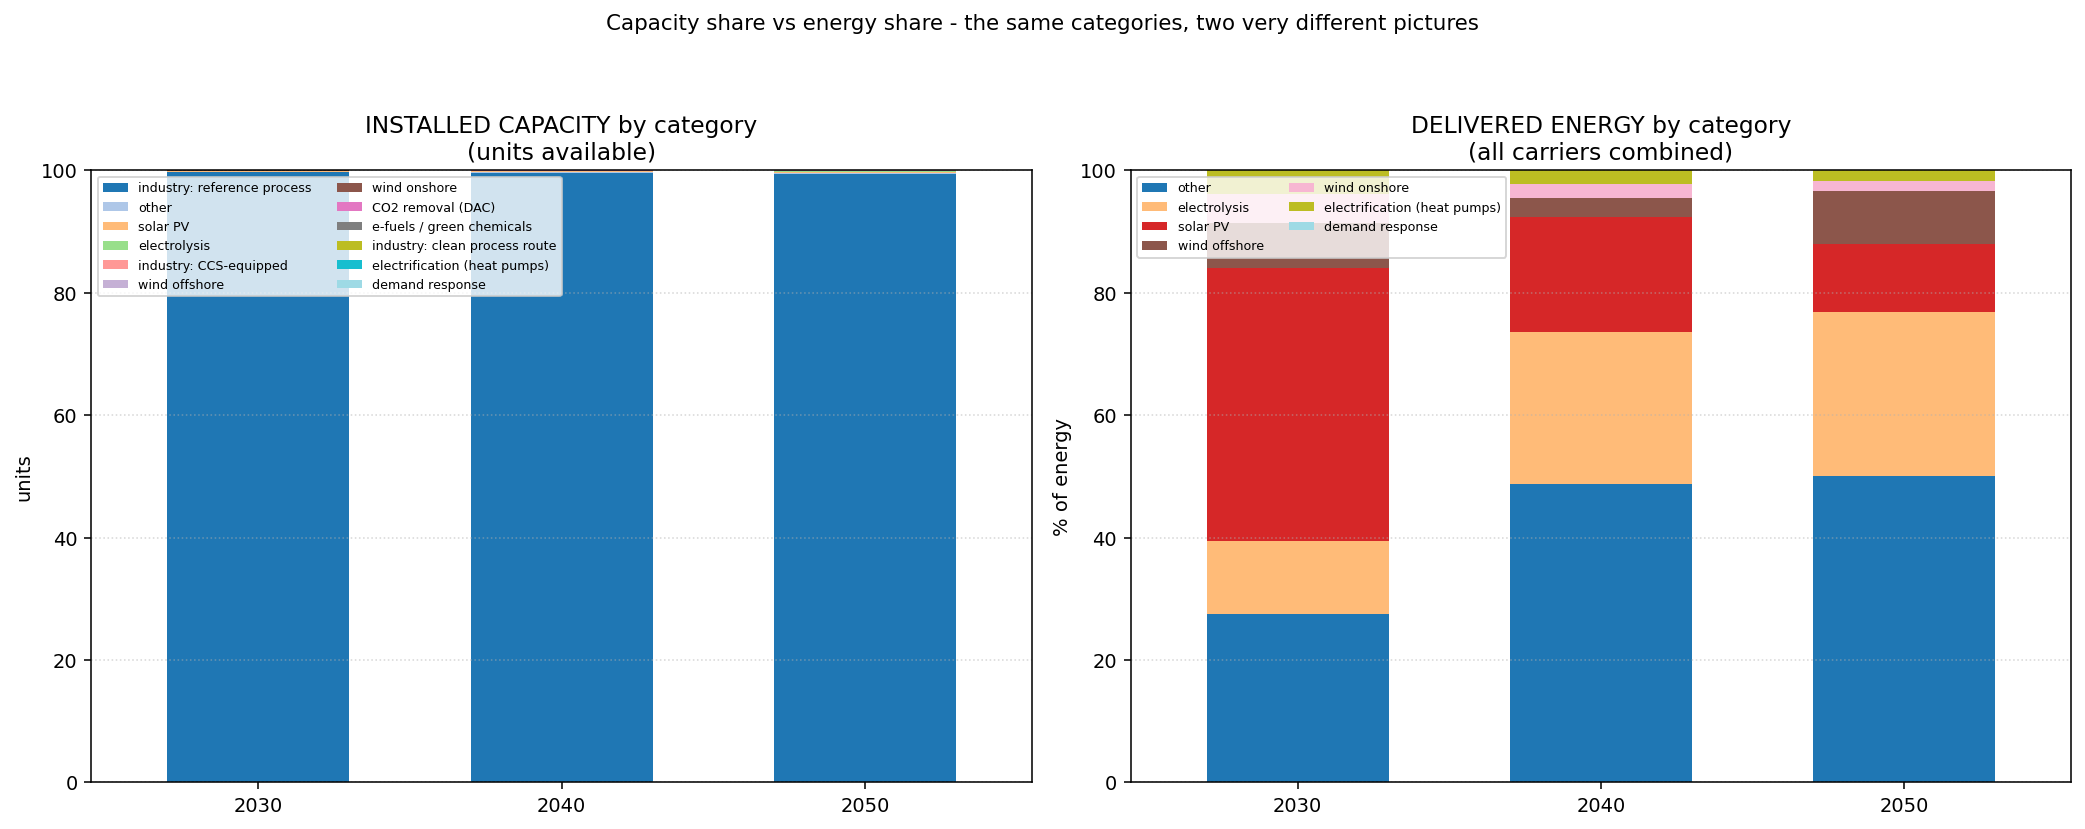 Capacity share vs energy share - the same categories, two very different pictures
INSTALLED CAPACITY by category
(units available)
units
100
80
60
40
20
0
industry: reference process
other
solar PV
electrolysis
industry: CCS-equipped
wind offshore
wind onshore
CO2 removal (DAC)
e-fuels / green chemicals
industry: clean process route
electrification (heat pumps)
demand response
2030
2040
2050
DELIVERED ENERGY by category
(all carriers combined)
% of energy
100
80
60
40
20
0
other
electrolysis
solar PV
wind offshore
wind onshore
electrification (heat pumps)
demand response
2030
2040
2050